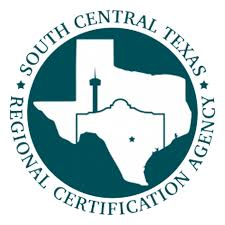 SOUTH CENTRAL TEXAS
REGIONAL CERTIFICATION AGENCY